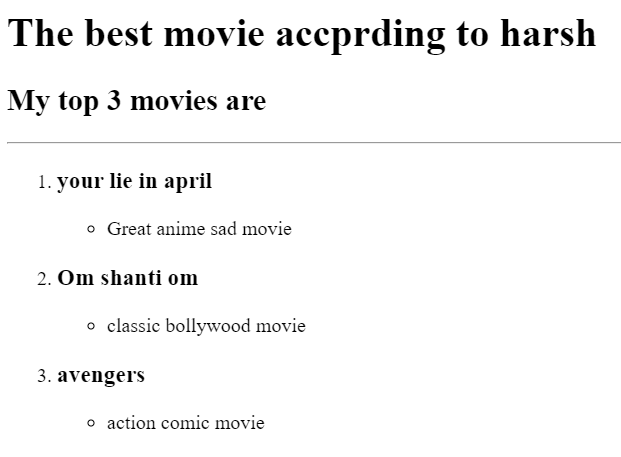 The best movie accprding to harsh
My top 3 movies are
1. your lie in april
Great anime sad movie
2. Om shanti om
classic bollywood movie
3. avengers
action comic movie